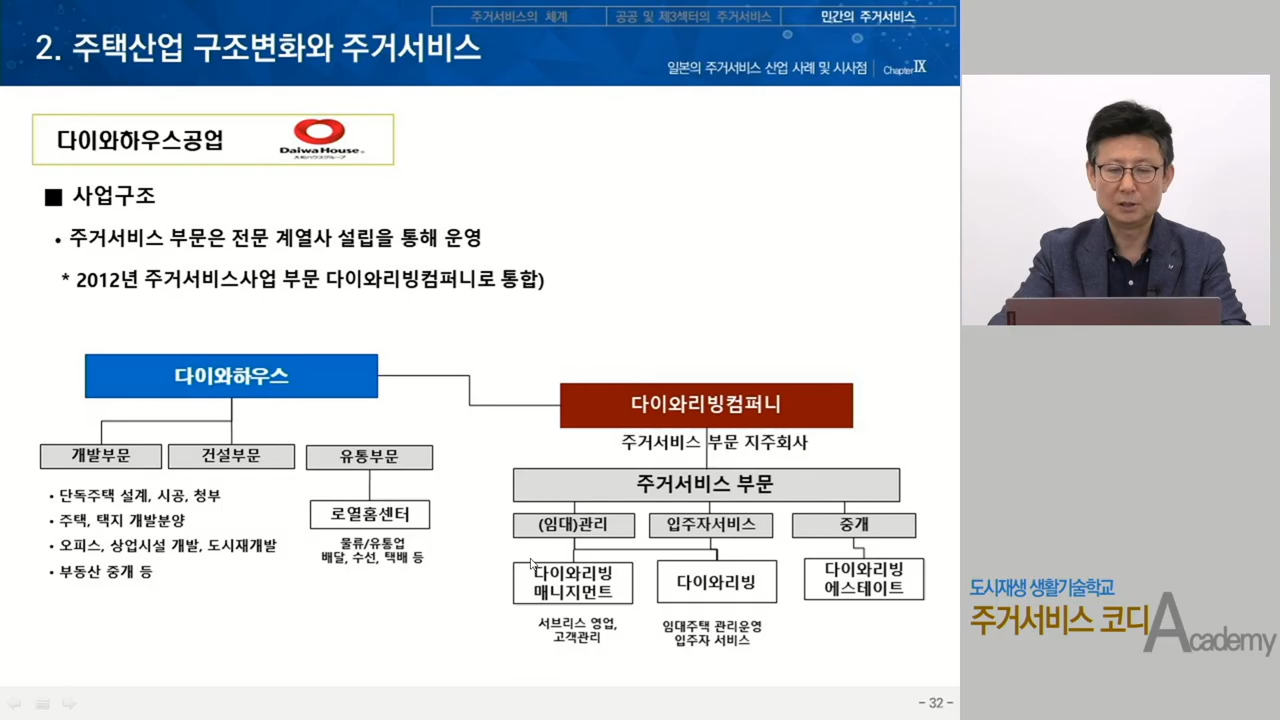 주거서비스의 체계
공공 및 제3섹터의 주거서비스
민간의 주거서비스
2. 주택산업 구조변화와 주거서비스
일본의 주거서비스 산업 사례 및 시사점
Chapter Ⅸ
다이와하우스공업
Daiwa House
大和ハウスグループ
■ 사업구조
• 주거서비스 부문은 전문 계열사 설립을 통해 운영
* 2012년 주거서비스사업 부문 다이와리빙컴퍼니로 통합)
다이와하우스
다이와리빙컴퍼니
주거서비스 부문 지주회사
개발부문
건설부문
유통부문
주거서비스 부문
• 단독주택 설계, 시공, 청부
• 주택, 택지 개발분양
• 오피스, 상업시설 개발, 도시재개발
• 부동산 중개 등
로열홈센터
물류/유통업
배달, 수선, 택배 등
(임대)관리
입주자서비스
중개
다이와리빙
매니지먼트
다이와리빙
다이와리빙
에스테이트
서브리스 영업,
고객관리
임대주택 관리운영
입주자 서비스
도시재생 생활기술학교
주거서비스 코디
Academy
- 32 -